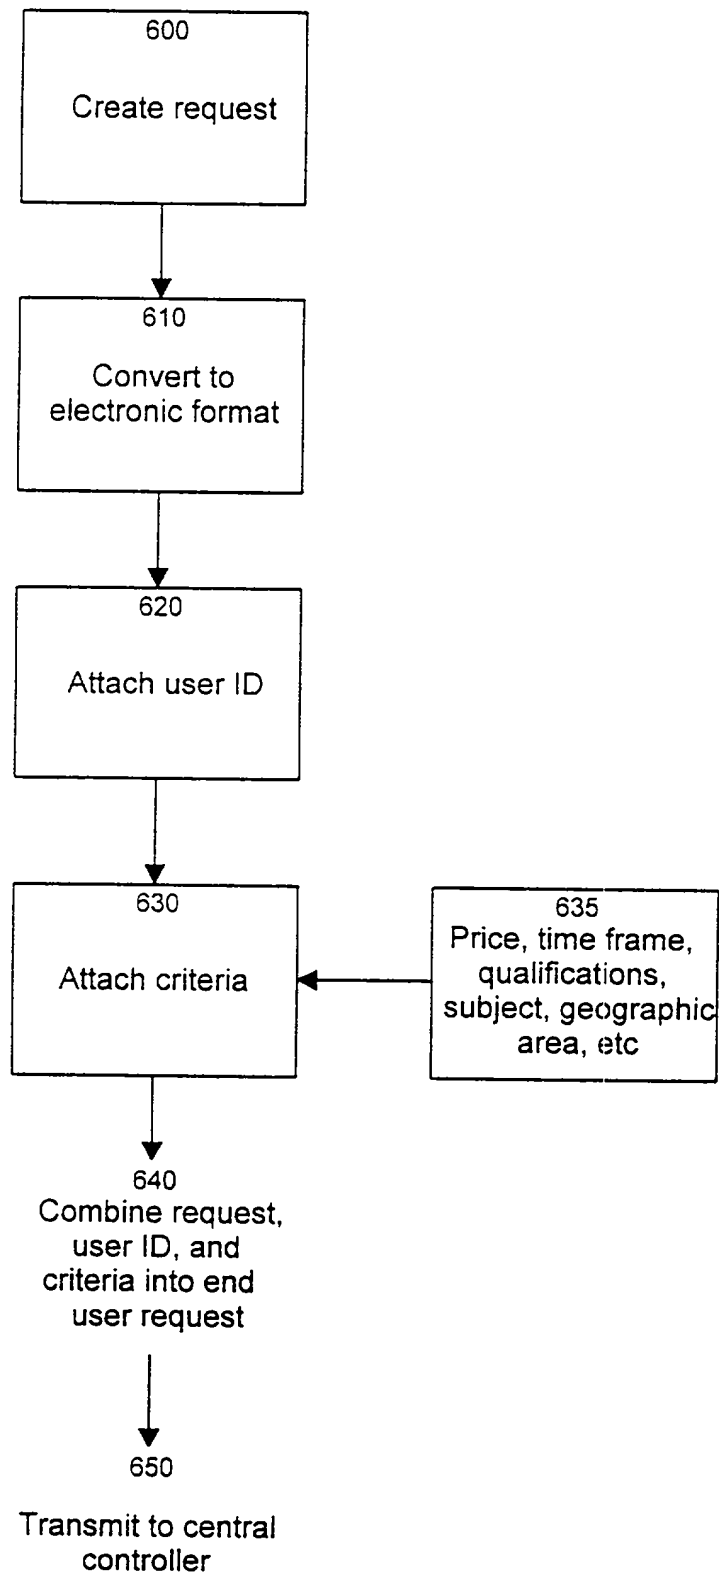 600
Create request
610
Convert to
electronic format
620
Attach user ID
630
Attach criteria
635
Price, time frame,
qualifications,
subject, geographic
area, etc
640
Combine request,
user ID, and
criteria into end
user request
650
Transmit to central
controller